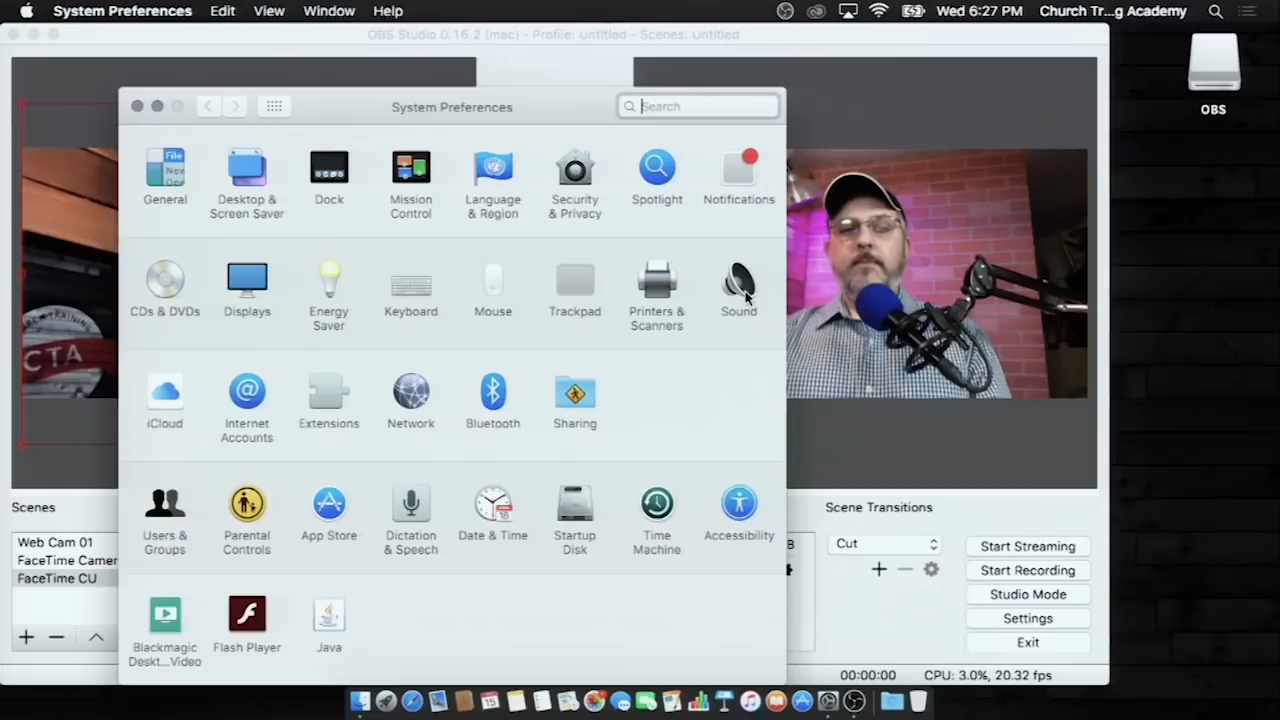 System Preferences Edit View Window Help
Wed 6:27 PM Church Tr...g Academy
OBS Studio 0.16.2 (mac) - Profile: Untitled - Scenes: Untitled
System Preferences
Search
OBS
File
New
General
Desktop &
Screen Saver
Dock
Mission
Control
Language
& Region
Security
& Privacy
Spotlight
Notifications
CDs & DVDs
Displays
Energy
Saver
Keyboard
Mouse
Trackpad
Printers &
Scanners
Sound
CTA
iCloud
Internet
Accounts
Extensions
Network
Bluetooth
Sharing
Users &
Groups
Parental
Controls
App Store
Dictation
& Speech
Date & Time
Startup
Disk
Time
Machine
Accessibility
Blackmagic
Deskt...Video
Flash Player
Java
Scenes
Web Cam 01
FaceTime Camer
FaceTime CU
Scene Transitions
Cut
Start Streaming
Start Recording
Studio Mode
Settings
Exit
00:00:00 CPU: 3.0%, 20.32 fps